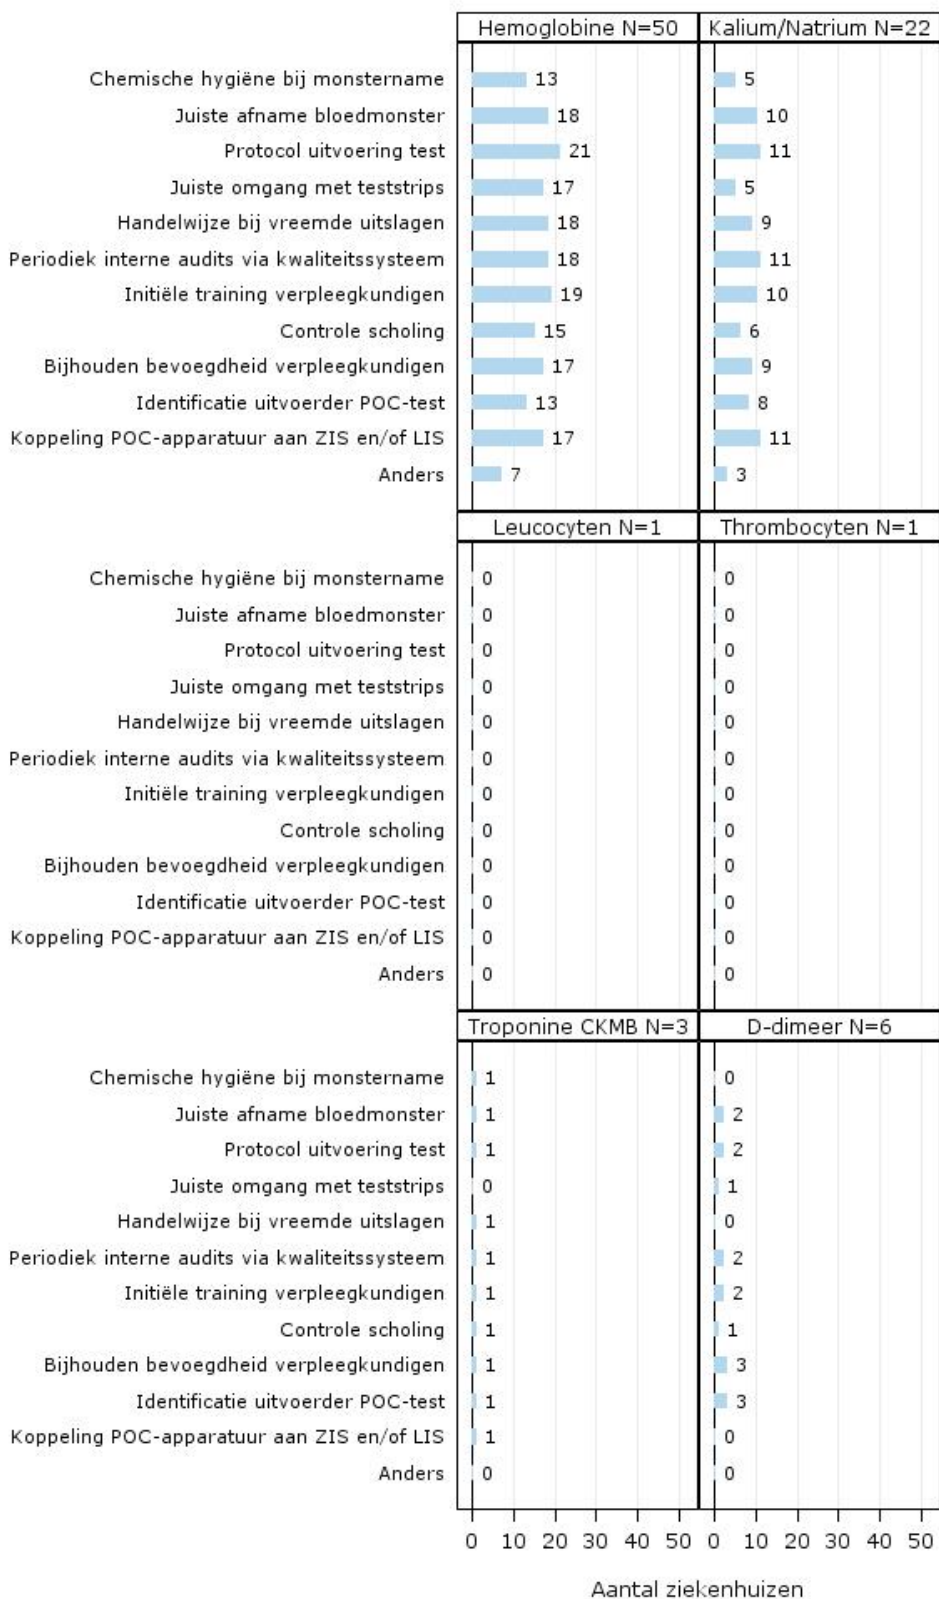 Hemoglobine N=50 Kalium/Natrium N=22
Chemische hygiëne bij monstername 13 5
Juiste afname bloedmonster 18 10
Protocol uitvoering test 21 11
Juiste omgang met teststrips 17 5
Handelwijze bij vreemde uitslagen 18 9
Periodiek interne audits via kwaliteitssysteem 18 11
Initiële training verpleegkundigen 19 10
Controle scholing 15 6
Bijhouden bevoegdheid verpleegkundigen 17 9
Identificatie uitvoerder POC-test 13 8
Koppeling POC-apparatuur aan ZIS en/of LIS 17 11
Anders 7 3
Leucocyten N=1 Thrombocyten N=1
Chemische hygiëne bij monstername 0 0
Juiste afname bloedmonster 0 0
Protocol uitvoering test 0 0
Juiste omgang met teststrips 0 0
Handelwijze bij vreemde uitslagen 0 0
Periodiek interne audits via kwaliteitssysteem 0 0
Initiële training verpleegkundigen 0 0
Controle scholing 0 0
Bijhouden bevoegdheid verpleegkundigen 0 0
Identificatie uitvoerder POC-test 0 0
Koppeling POC-apparatuur aan ZIS en/of LIS 0 0
Anders 0 0
Troponine CKMB N=3 D-dimeer N=6
Chemische hygiëne bij monstername 1 0
Juiste afname bloedmonster 1 2
Protocol uitvoering test 1 2
Juiste omgang met teststrips 0 1
Handelwijze bij vreemde uitslagen 1 0
Periodiek interne audits via kwaliteitssysteem 1 2
Initiële training verpleegkundigen 1 2
Controle scholing 1 1
Bijhouden bevoegdheid verpleegkundigen 1 3
Identificatie uitvoerder POC-test 1 3
Koppeling POC-apparatuur aan ZIS en/of LIS 1 0
Anders 0 0
0 10 20 30 40 50 0 10 20 30 40 50
Aantal ziekenhuizen